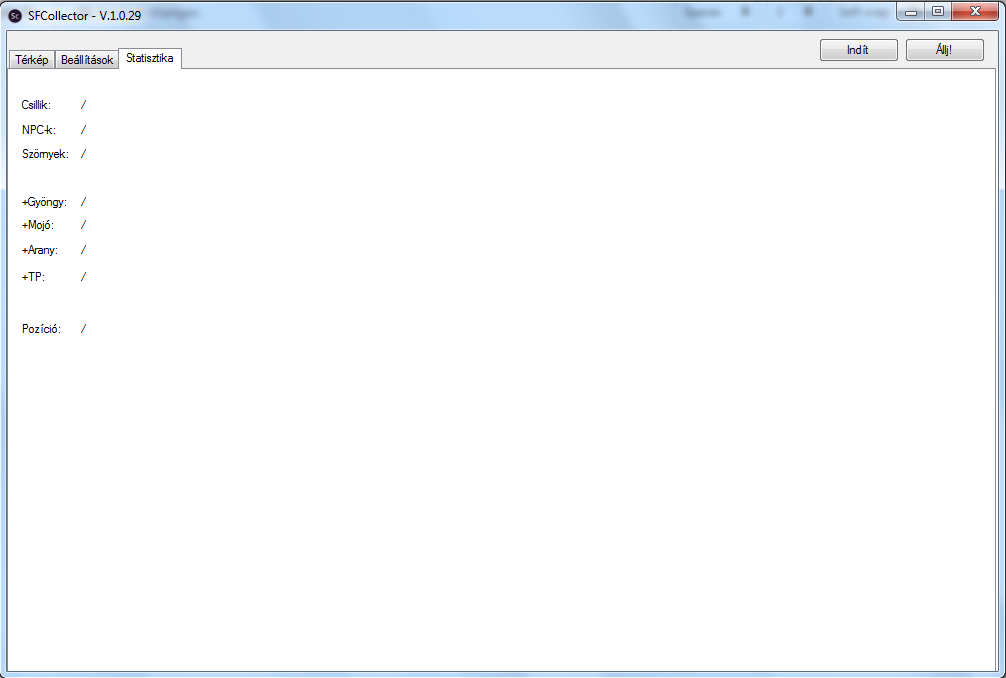 Sc SFCollector - V.1.0.29
Térkép Beállítások Statisztika Indít Állj!
Csillik: /
NPC-k: /
Szörnyek: /
+Gyöngy: /
+Mojó: /
+Arany: /
+TP: /
Pozíció: /